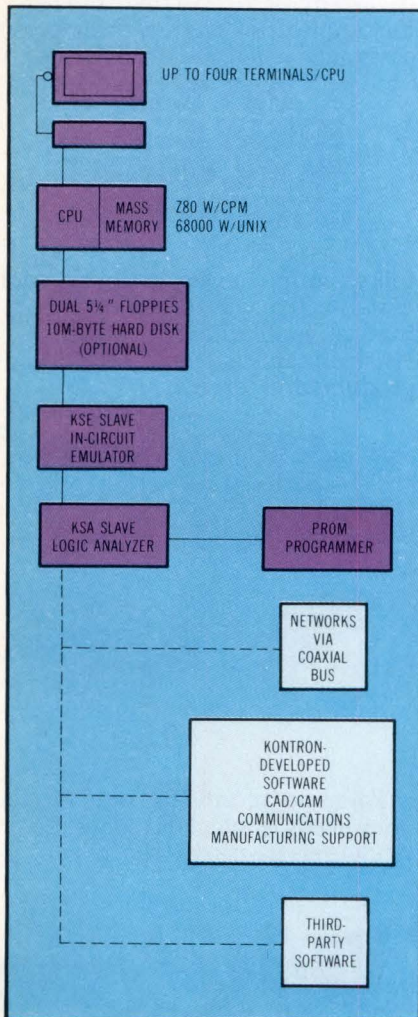 UP TO FOUR TERMINALS/CPU
CPU
MASS
MEMORY
Z80 W/CPM
68000 W/UNIX
DUAL 5¼" FLOPPIES
10M-BYTE HARD DISK
(OPTIONAL)
KSE SLAVE
IN-CIRCUIT
EMULATOR
KSA SLAVE
LOGIC ANALYZER
PROM
PROGRAMMER
NETWORKS
VIA
COAXIAL
BUS
KONTRON-
DEVELOPED
SOFTWARE
CAD/CAM
COMMUNICATIONS
MANUFACTURING SUPPORT
THIRD-
PARTY
SOFTWARE